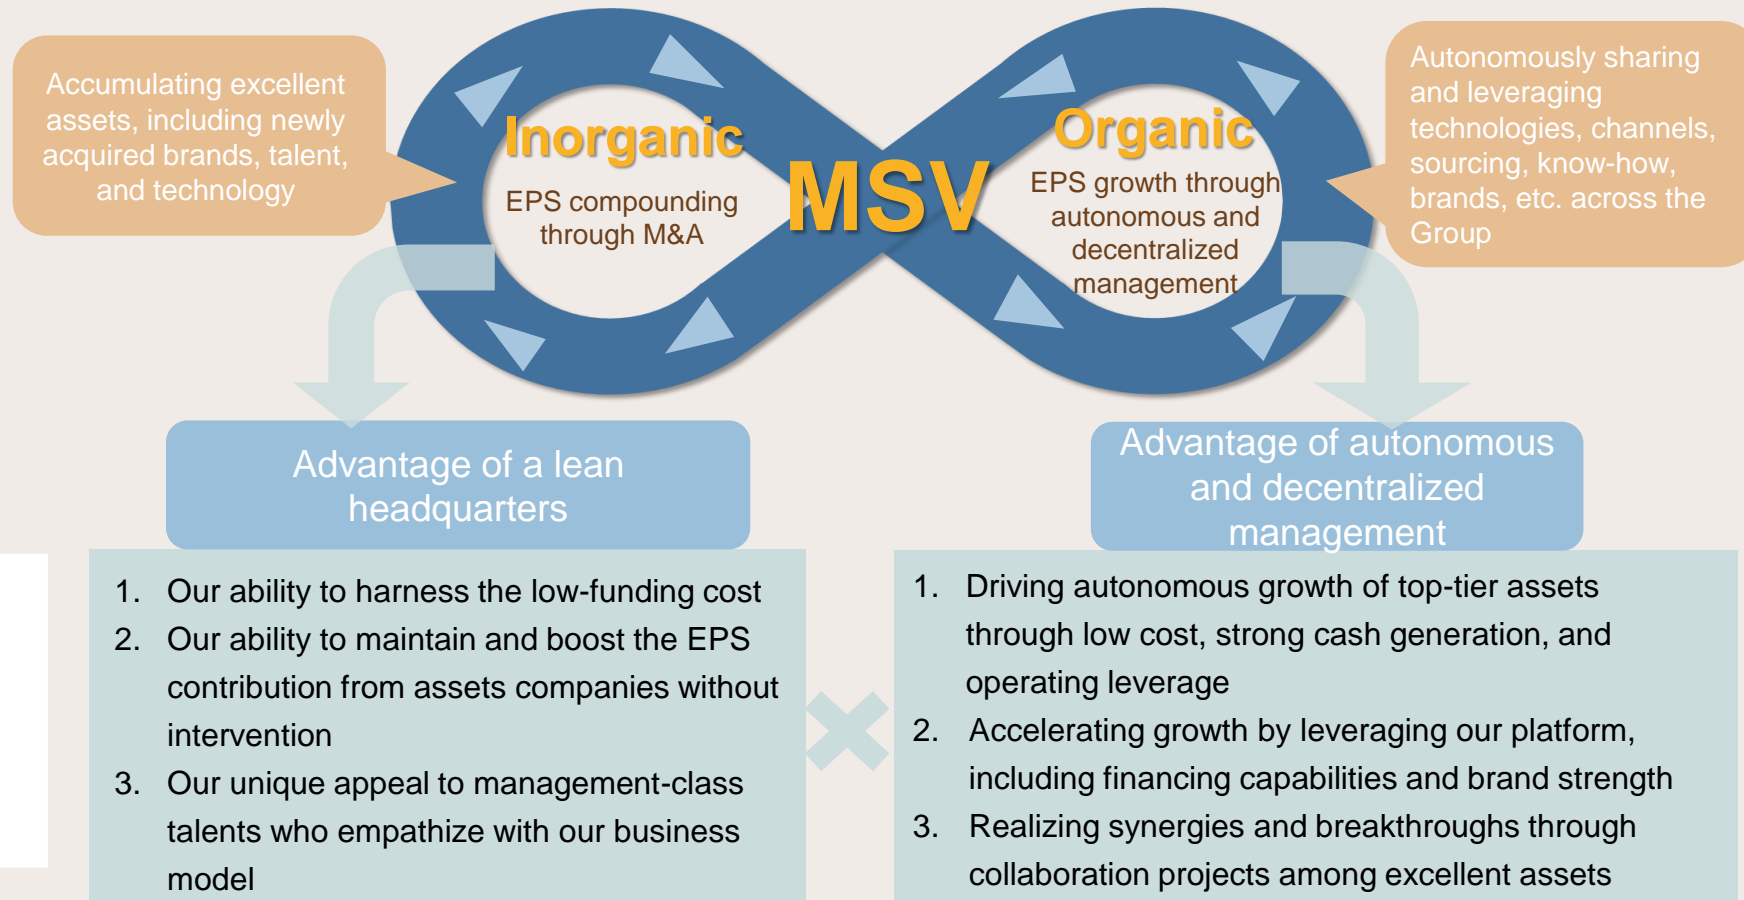 Accumulating excellent
assets, including newly
acquired brands, talent,
and technology
Inorganic
EPS compounding
through M&A
MSV
Organic
EPS growth through
autonomous and
decentralized
management
Autonomously sharing
and leveraging
technologies, channels,
sourcing, know-how,
brands, etc. across the
Group
Advantage of a lean
headquarters
1. Our ability to harness the low-funding cost
2. Our ability to maintain and boost the EPS
contribution from assets companies without
intervention
3. Our unique appeal to management-class
talents who empathize with our business
model
Advantage of autonomous
and decentralized
management
1. Driving autonomous growth of top-tier assets
through low cost, strong cash generation, and
operating leverage
2. Accelerating growth by leveraging our platform,
including financing capabilities and brand strength
3. Realizing synergies and breakthroughs through
collaboration projects among excellent assets